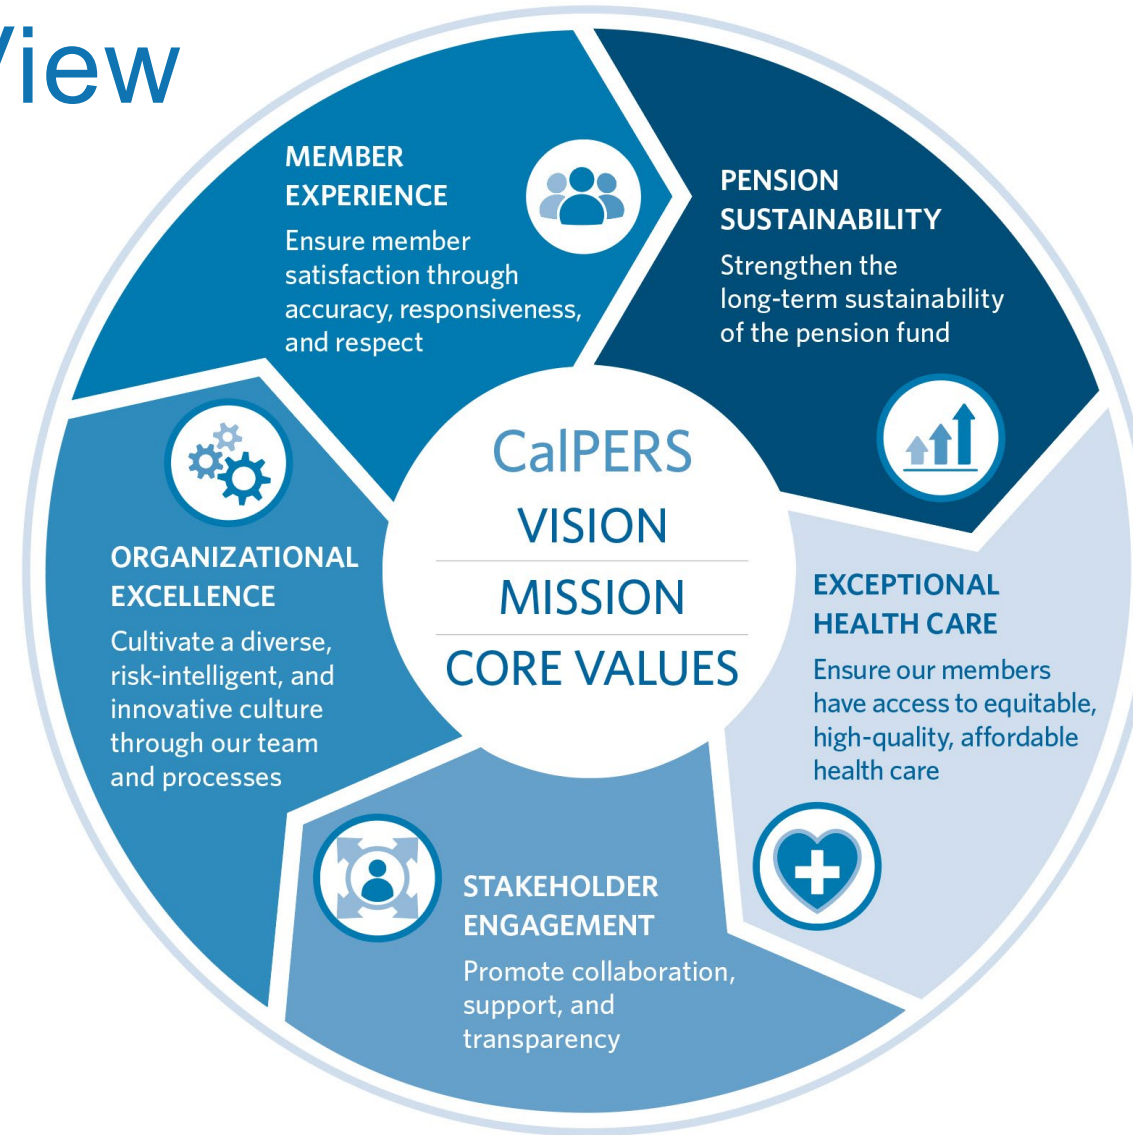 View
MEMBER
EXPERIENCE
Ensure member
satisfaction through
accuracy, responsiveness,
and respect
PENSION
SUSTAINABILITY
Strengthen the
long-term sustainability
of the pension fund
CalPERS
VISION
MISSION
CORE VALUES
ORGANIZATIONAL
EXCELLENCE
Cultivate a diverse,
risk-intelligent, and
innovative culture
through our team
and processes
EXCEPTIONAL
HEALTH CARE
Ensure our members
have access to equitable,
high-quality, affordable
health care
STAKEHOLDER
ENGAGEMENT
Promote collaboration,
support, and
transparency